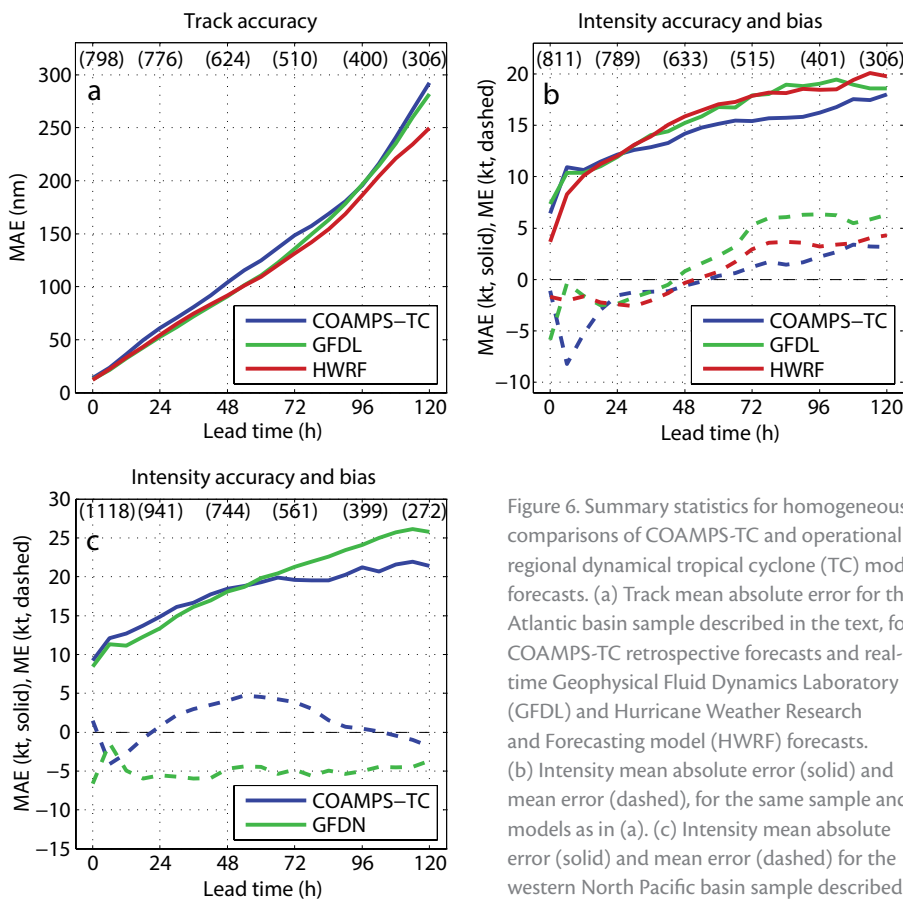 Track accuracy
(798) (776) (624) (510) (400) (306)
a
300
250
200
150
100
50
0
MAE (nm)
COAMPS–TC
GFDL
HWRF
0 24 48 72 96 120
Lead time (h)
Intensity accuracy and bias
(811) (789) (633) (515) (401) (306)
b
20
15
10
5
0
−5
−10
MAE (kt, solid), ME (kt, dashed)
COAMPS–TC
GFDL
HWRF
0 24 48 72 96 120
Lead time (h)
Intensity accuracy and bias
(1118) (941) (744) (561) (399) (272)
c
30
25
20
15
10
5
0
−5
−10
−15
MAE (kt, solid), ME (kt, dashed)
COAMPS–TC
GFDN
0 24 48 72 96 120
Lead time (h)
Figure 6. Summary statistics for homogeneous
comparisons of COAMPS-TC and operational
regional dynamical tropical cyclone (TC) mod
forecasts. (a) Track mean absolute error for th
Atlantic basin sample described in the text, fo
COAMPS-TC retrospective forecasts and real-
time Geophysical Fluid Dynamics Laboratory
(GFDL) and Hurricane Weather Research
and Forecasting model (HWRF) forecasts.
(b) Intensity mean absolute error (solid) and
mean error (dashed), for the same sample and
models as in (a). (c) Intensity mean absolute
error (solid) and mean error (dashed) for the
western North Pacific basin sample described